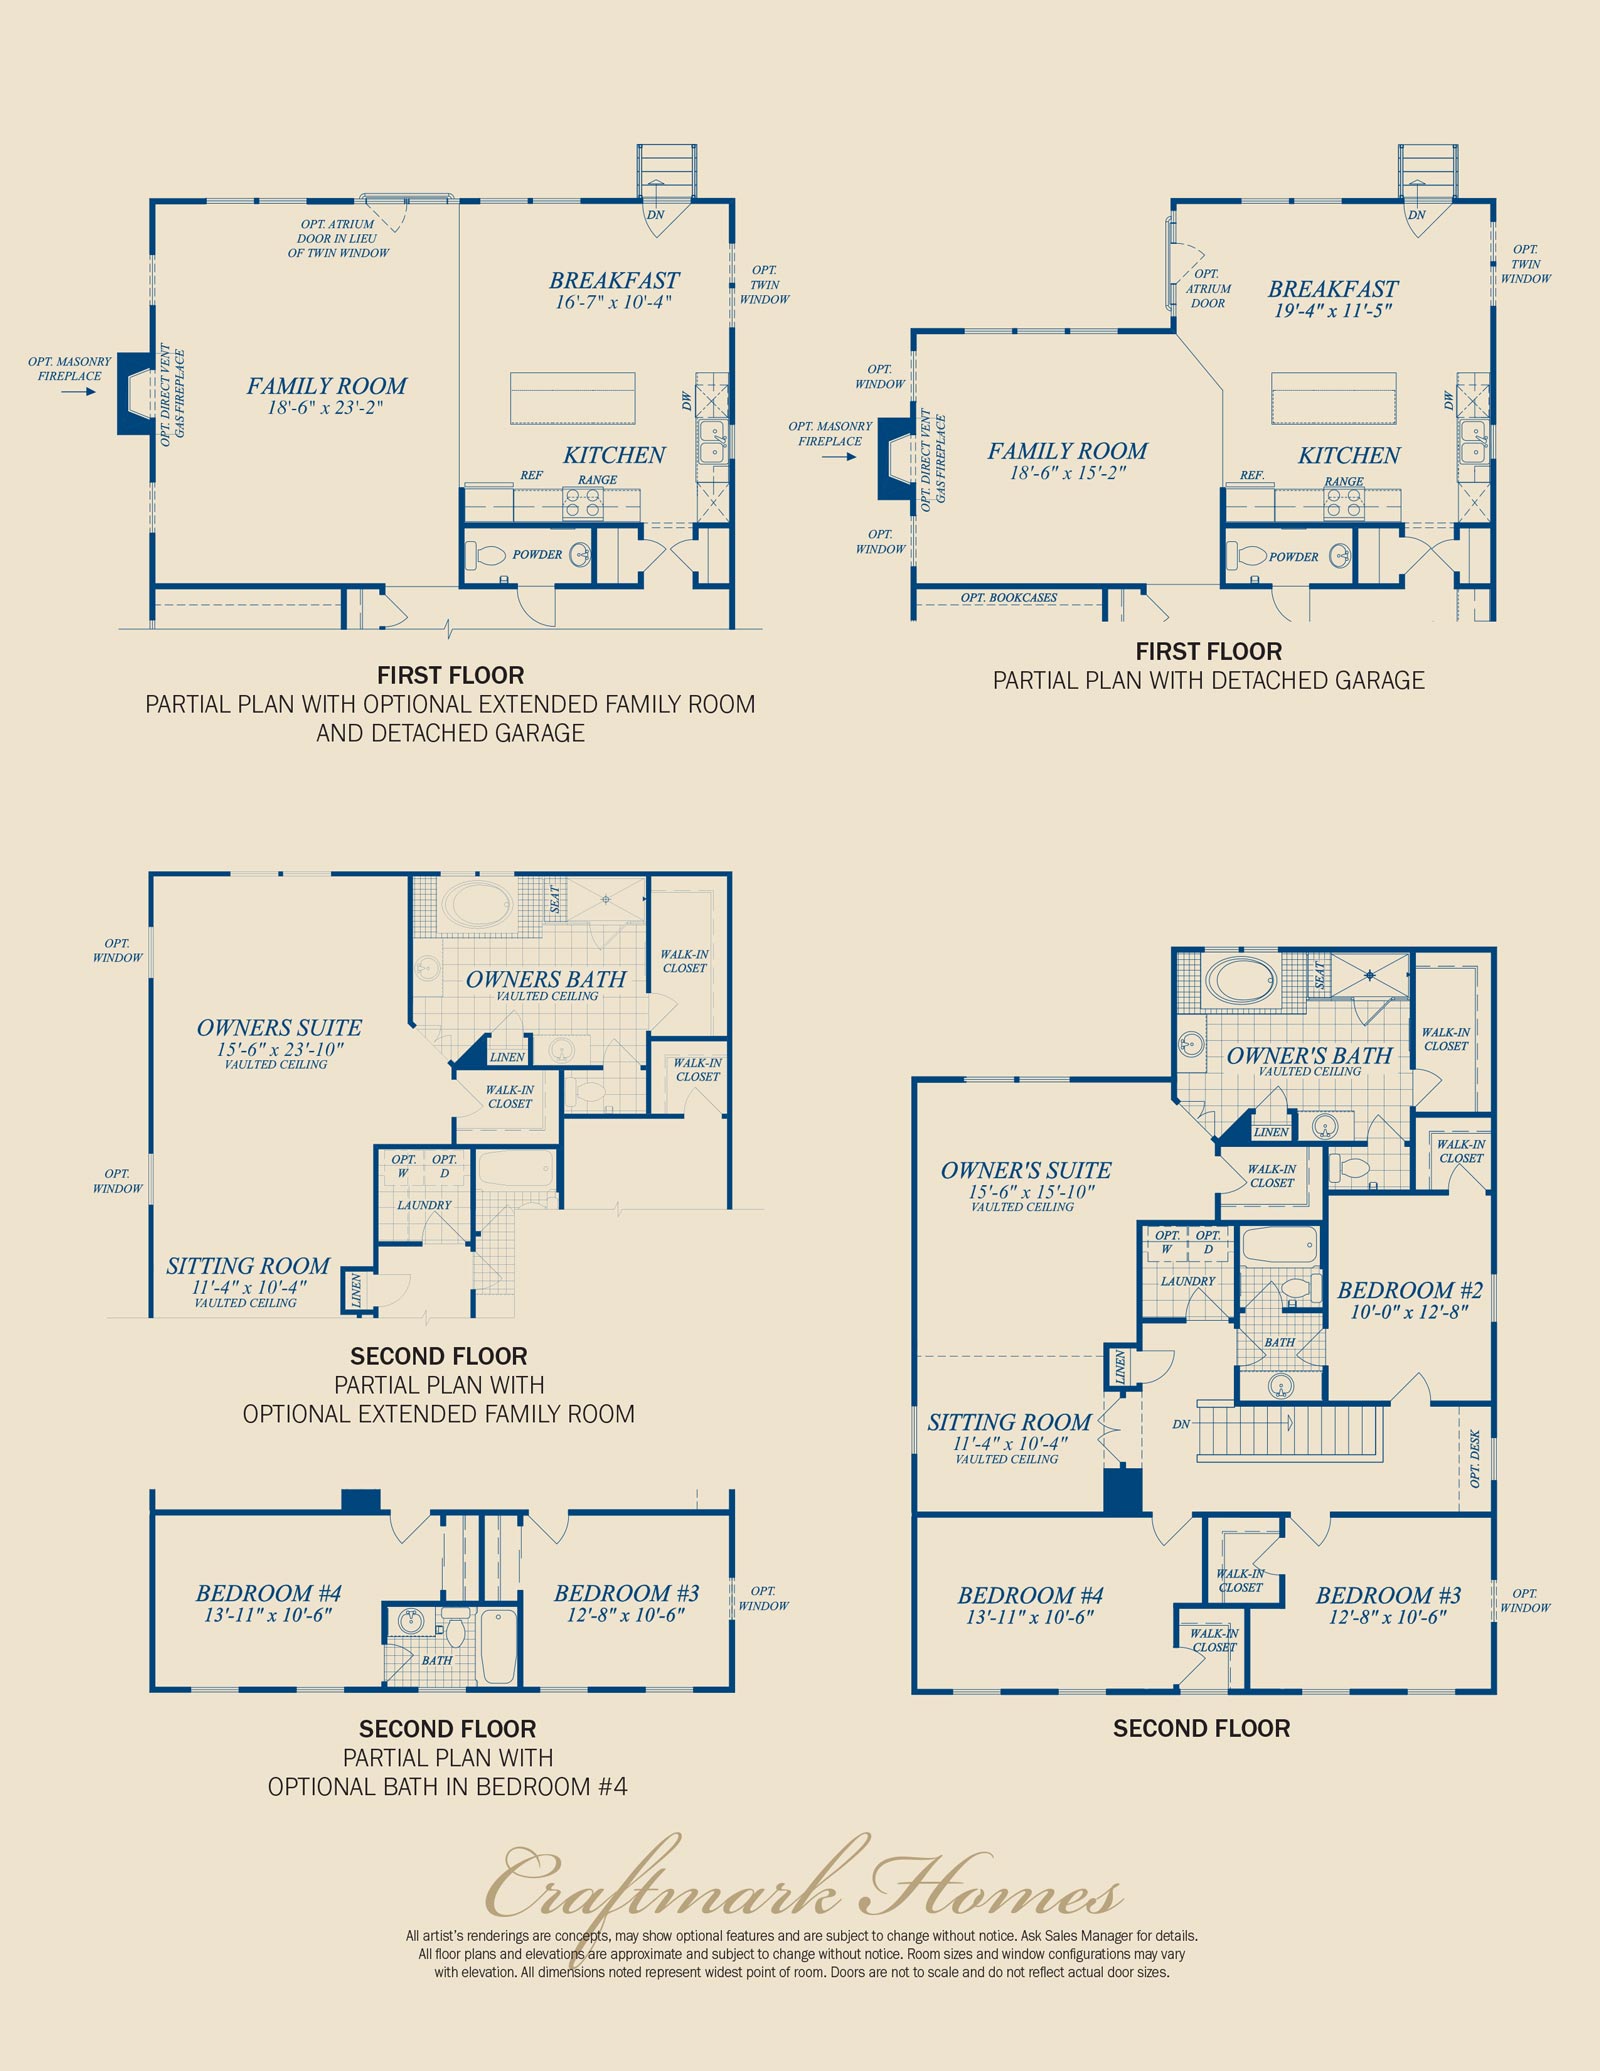 DN
OPT. ATRIUM
DOOR IN LIEU
OF TWIN WINDOW
BREAKFAST
16'-7" x 10'-4"
OPT.
TWIN
WINDOW
OPT. MASONRY
FIREPLACE
OPT. DIRECT VENT
GAS FIREPLACE
FAMILY ROOM
18'-6" x 23'-2"
DW
KITCHEN
REF
RANGE
POWDER
FIRST FLOOR
PARTIAL PLAN WITH OPTIONAL EXTENDED FAMILY ROOM
AND DETACHED GARAGE
DN
OPT.
ATRIUM
DOOR
BREAKFAST
19'-4" x 11'-5"
OPT.
TWIN
WINDOW
OPT.
WINDOW
OPT. MASONRY
FIREPLACE
OPT. DIRECT VENT
GAS FIREPLACE
FAMILY ROOM
18'-6" x 15'-2"
DW
KITCHEN
REF.
RANGE
OPT.
WINDOW
POWDER
OPT. BOOKCASES
FIRST FLOOR
PARTIAL PLAN WITH DETACHED GARAGE
SEAT
OPT.
WINDOW
WALK-IN
CLOSET
OWNERS BATH
VAULTED CEILING
OWNERS SUITE
15'-6" x 23'-10"
VAULTED CEILING
LINEN
WALK-IN
CLOSET
WALK-IN
CLOSET
OPT.
WINDOW
OPT.
W
OPT.
D
LAUNDRY
SITTING ROOM
11'-4" x 10'-4"
VAULTED CEILING
LINEN
SECOND FLOOR
PARTIAL PLAN WITH
OPTIONAL EXTENDED FAMILY ROOM
BEDROOM #4
13'-11" x 10'-6"
BEDROOM #3
12'-8" x 10'-6"
OPT.
WINDOW
BATH
SECOND FLOOR
PARTIAL PLAN WITH
OPTIONAL BATH IN BEDROOM #4
SEAT
WALK-IN
CLOSET
OWNER'S BATH
VAULTED CEILING
LINEN
WALK-IN
CLOSET
OWNER'S SUITE
15'-6" x 15'-10"
VAULTED CEILING
WALK-IN
CLOSET
OPT.
W
OPT.
D
LAUNDRY
BEDROOM #2
10'-0" x 12'-8"
BATH
LINEN
SITTING ROOM
11'-4" x 10'-4"
VAULTED CEILING
DN
OPT. DESK
WALK-IN
CLOSET
BEDROOM #4
13'-11" x 10'-6"
BEDROOM #3
12'-8" x 10'-6"
OPT.
WINDOW
WALK-IN
CLOSET
SECOND FLOOR
Craftmark Homes
All artist's renderings are concepts, may show optional features and are subject to change without notice. Ask Sales Manager for details.
All floor plans and elevations are approximate and subject to change without notice. Room sizes and window configurations may vary
with elevation. All dimensions noted represent widest point of room. Doors are not to scale and do not reflect actual door sizes.